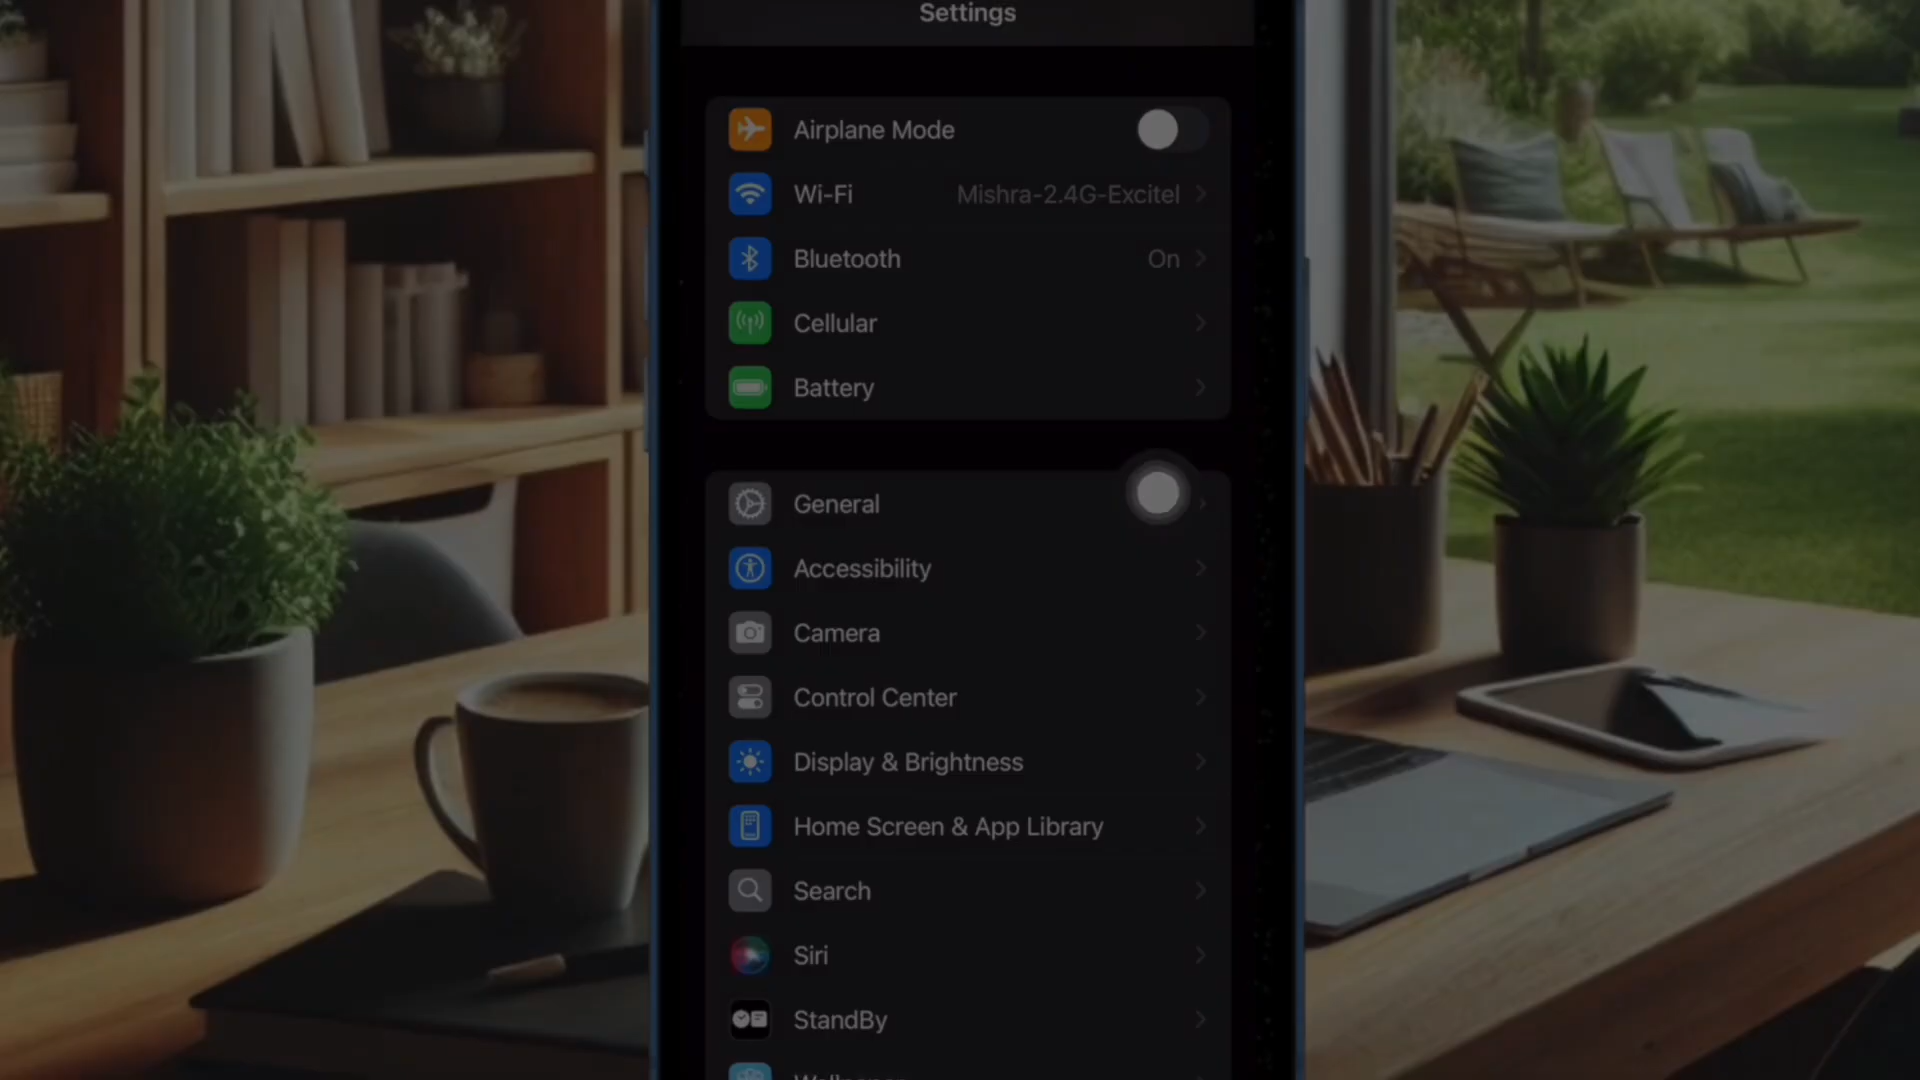 Settings
Airplane Mode
Wi-Fi Mishra-2.4G-Excitel
Bluetooth On
Cellular
Battery
General
Accessibility
Camera
Control Center
Display & Brightness
Home Screen & App Library
Search
Siri
StandBy